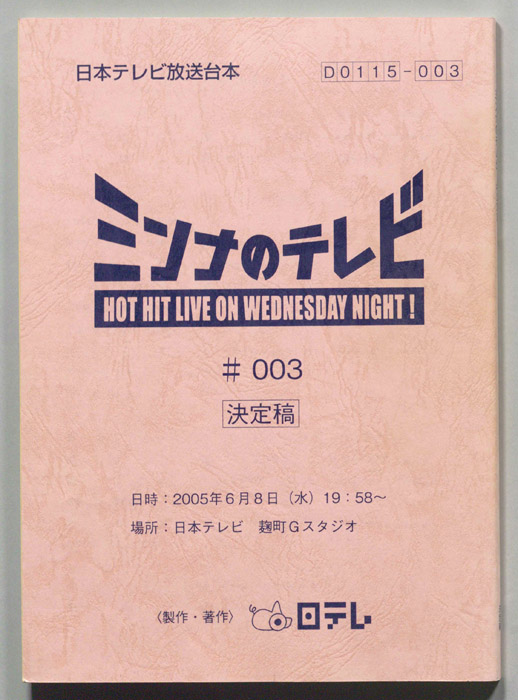 日本テレビ放送台本
D0115-003
ミンナのテレビ
HOT HIT LIVE ON WEDNESDAY NIGHT!
# 003
決定稿
日時：2005年6月8日（水）19：58～
場所：日本テレビ　麹町Gスタジオ
〈製作・著作〉 日テレ